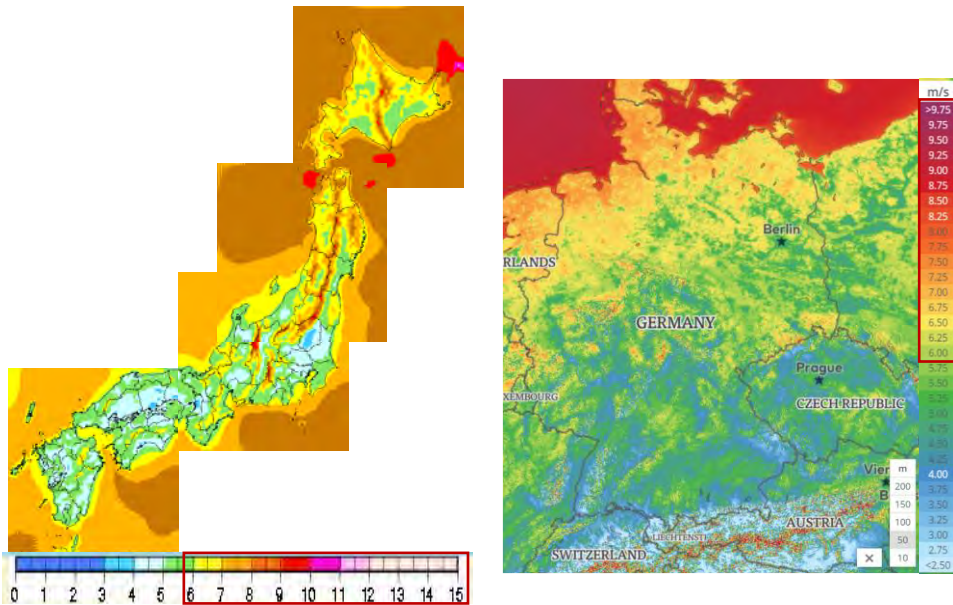 0 1 2 3 4 5 6 7 8 9 10 11 12 13 14 15
m/s
>9.75
9.75
9.50
9.25
9.00
8.75
8.50
8.25
8.00
7.75
7.50
7.25
7.00
6.75
6.50
6.25
6.00
5.75
5.50
5.25
5.00
4.75
4.50
4.25
4.00
3.75
3.50
3.25
3.00
2.75
<2.50
Berlin
RLANDS
GERMANY
Prague
XEMBOURG
CZECH REPUBLIC
Vier
B
AUSTRIA
LIECHTENSTI
SWITZERLAND
m
200
150
100
50
10
×